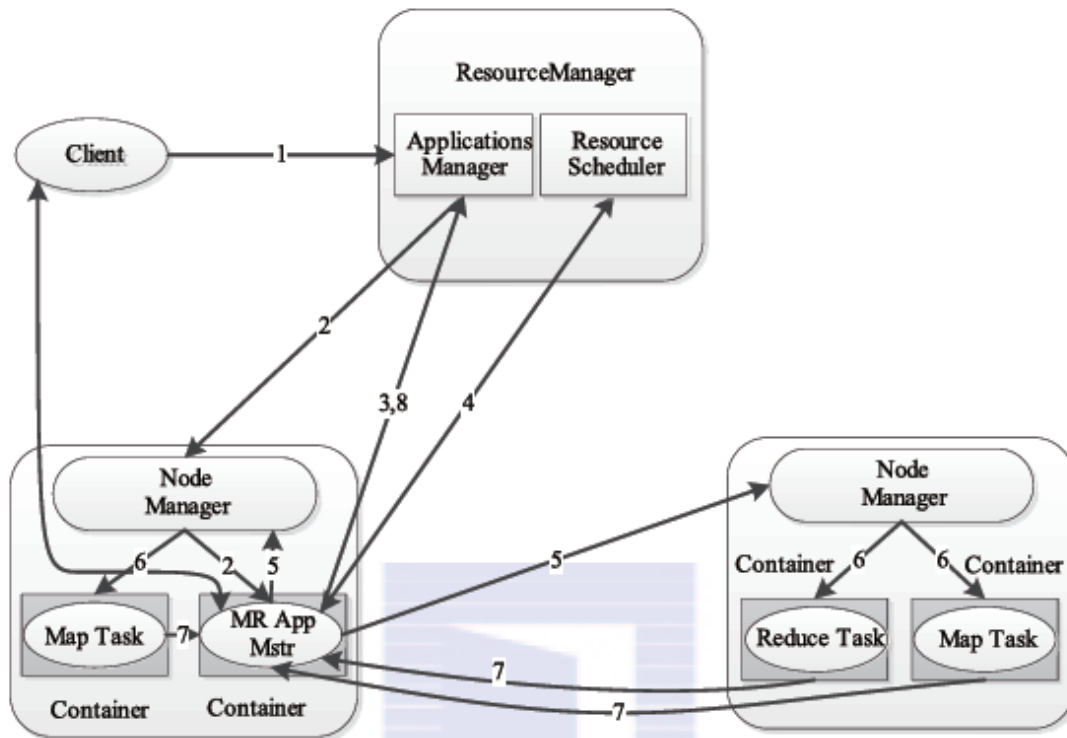 ResourceManager
Applications
Manager
Resource
Scheduler
Client
1
2
3,8
4
Node
Manager
6
2
5
Map Task
7
MR App
Mstr
Container
Container
5
7
7
Node
Manager
Container
6
6
Container
Reduce Task
Map Task